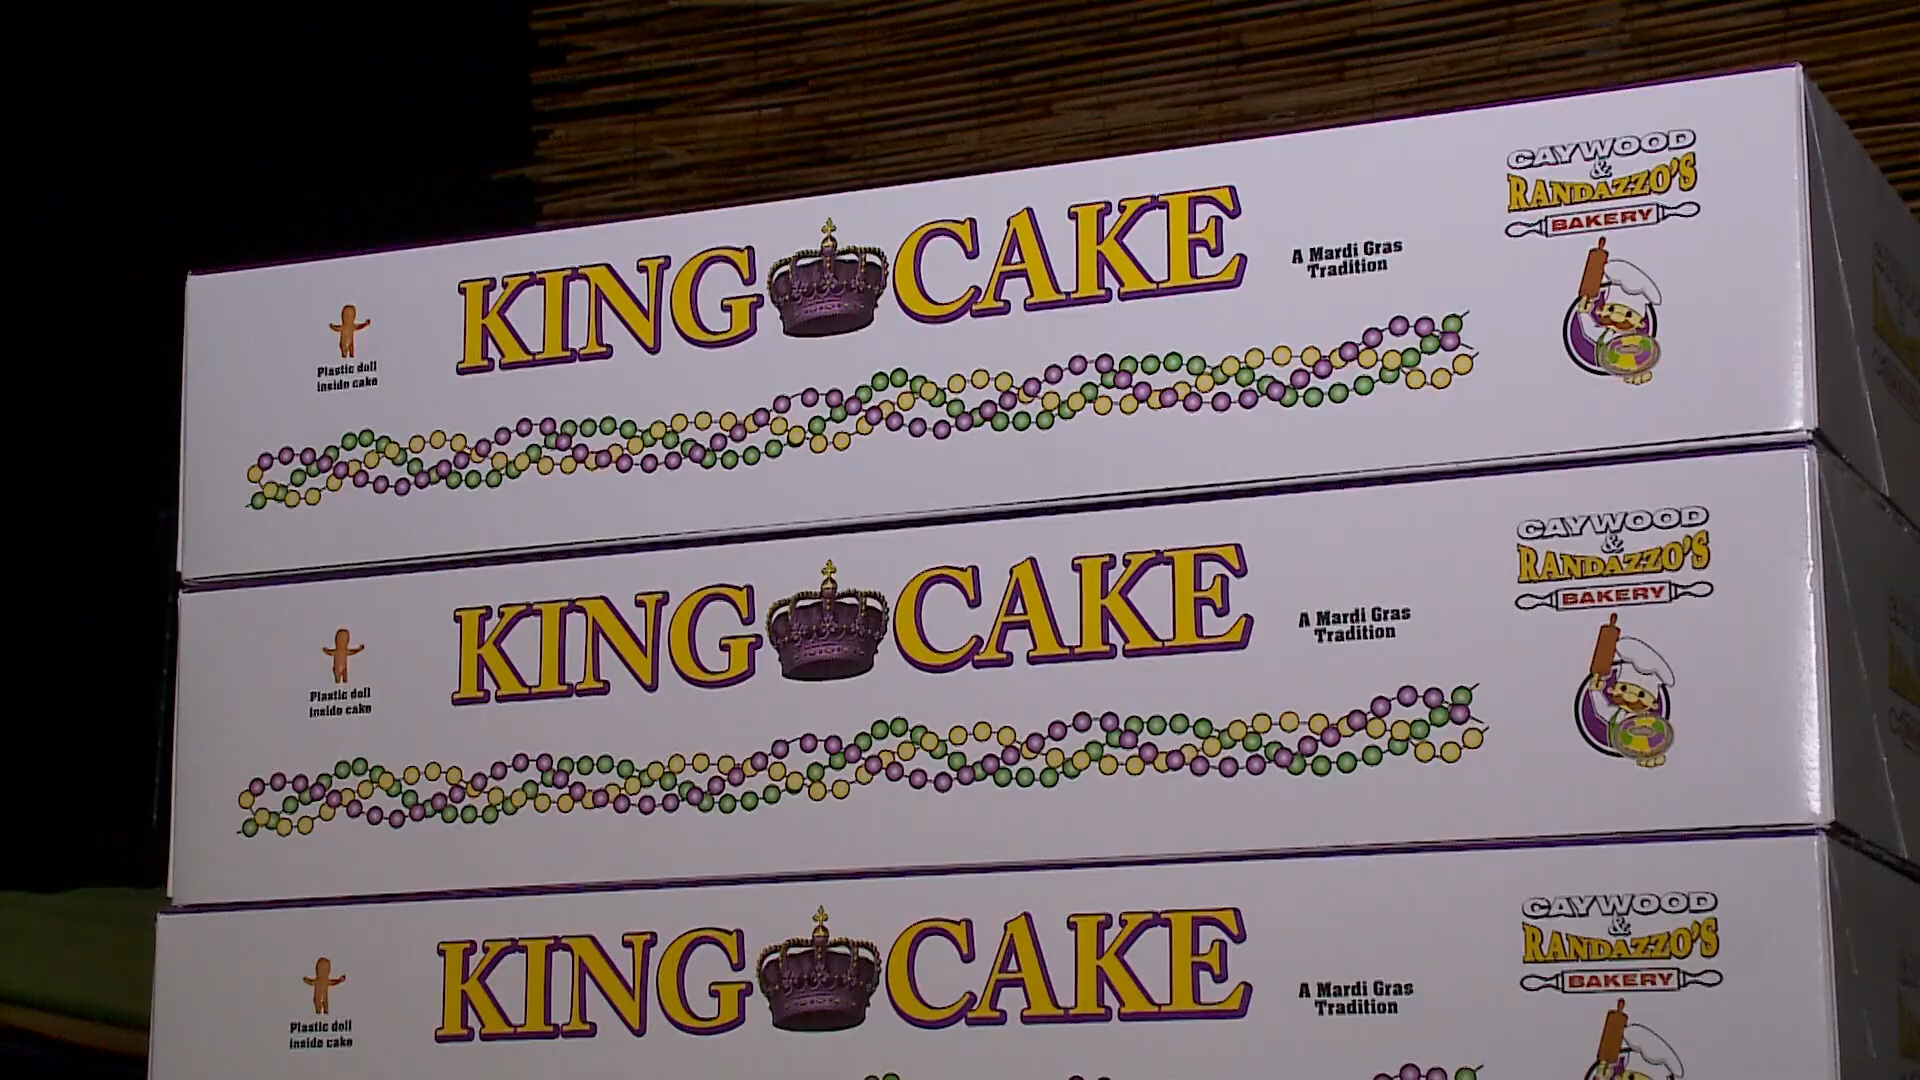 KING CAKE
A Mardi Gras
Tradition
CAYWOOD
&
RANDAZZO'S
BAKERY
Plastic doll
inside cake
KING CAKE
A Mardi Gras
Tradition
CAYWOOD
&
RANDAZZO'S
BAKERY
Plastic doll
inside cake
KING CAKE
A Mardi Gras
Tradition
CAYWOOD
&
RANDAZZO'S
BAKERY
Plastic doll
inside cake